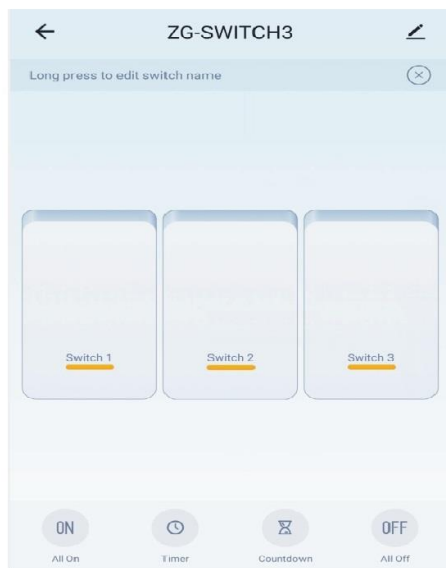 ZG-SWITCH3
Long press to edit switch name
Switch 1 Switch 2 Switch 3
ON OFF
All On Timer Countdown All Off